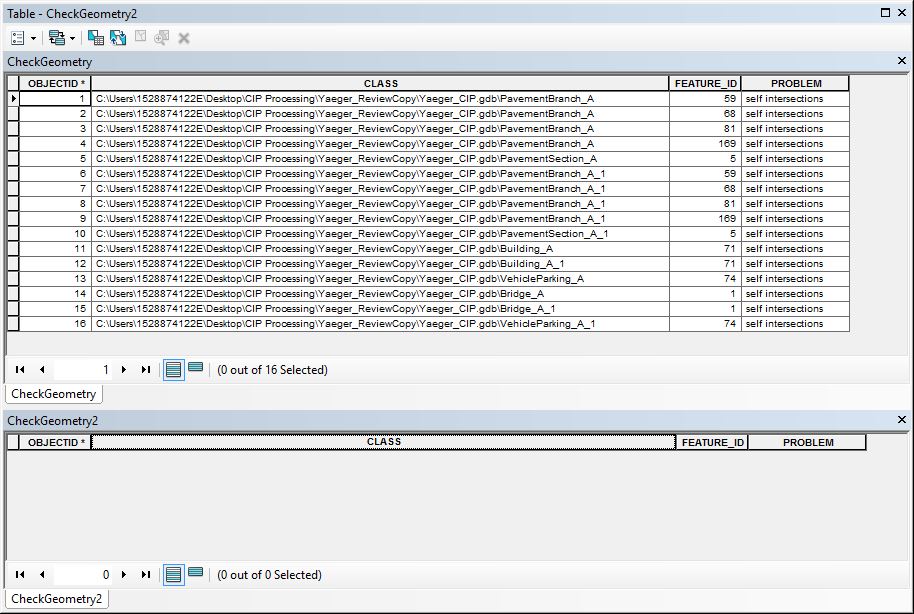 Table - CheckGeometry2
CheckGeometry
OBJECTID * CLASS FEATURE_ID PROBLEM
1 C:\Users\1528874122E\Desktop\CIP Processing\Yaeger_ReviewCopy\Yaeger_CIP.gdb\PavementBranch_A 59 self intersections
2 C:\Users\1528874122E\Desktop\CIP Processing\Yaeger_ReviewCopy\Yaeger_CIP.gdb\PavementBranch_A 68 self intersections
3 C:\Users\1528874122E\Desktop\CIP Processing\Yaeger_ReviewCopy\Yaeger_CIP.gdb\PavementBranch_A 81 self intersections
4 C:\Users\1528874122E\Desktop\CIP Processing\Yaeger_ReviewCopy\Yaeger_CIP.gdb\PavementBranch_A 169 self intersections
5 C:\Users\1528874122E\Desktop\CIP Processing\Yaeger_ReviewCopy\Yaeger_CIP.gdb\PavementSection_A 5 self intersections
6 C:\Users\1528874122E\Desktop\CIP Processing\Yaeger_ReviewCopy\Yaeger_CIP.gdb\PavementBranch_A_1 59 self intersections
7 C:\Users\1528874122E\Desktop\CIP Processing\Yaeger_ReviewCopy\Yaeger_CIP.gdb\PavementBranch_A_1 68 self intersections
8 C:\Users\1528874122E\Desktop\CIP Processing\Yaeger_ReviewCopy\Yaeger_CIP.gdb\PavementBranch_A_1 81 self intersections
9 C:\Users\1528874122E\Desktop\CIP Processing\Yaeger_ReviewCopy\Yaeger_CIP.gdb\PavementBranch_A_1 169 self intersections
10 C:\Users\1528874122E\Desktop\CIP Processing\Yaeger_ReviewCopy\Yaeger_CIP.gdb\PavementSection_A_1 5 self intersections
11 C:\Users\1528874122E\Desktop\CIP Processing\Yaeger_ReviewCopy\Yaeger_CIP.gdb\Building_A 71 self intersections
12 C:\Users\1528874122E\Desktop\CIP Processing\Yaeger_ReviewCopy\Yaeger_CIP.gdb\Building_A_1 71 self intersections
13 C:\Users\1528874122E\Desktop\CIP Processing\Yaeger_ReviewCopy\Yaeger_CIP.gdb\VehicleParking_A 74 self intersections
14 C:\Users\1528874122E\Desktop\CIP Processing\Yaeger_ReviewCopy\Yaeger_CIP.gdb\Bridge_A 1 self intersections
15 C:\Users\1528874122E\Desktop\CIP Processing\Yaeger_ReviewCopy\Yaeger_CIP.gdb\Bridge_A_1 1 self intersections
16 C:\Users\1528874122E\Desktop\CIP Processing\Yaeger_ReviewCopy\Yaeger_CIP.gdb\VehicleParking_A_1 74 self intersections
1 (0 out of 16 Selected)
CheckGeometry
CheckGeometry2
OBJECTID * CLASS FEATURE_ID PROBLEM
0 (0 out of 0 Selected)
CheckGeometry2